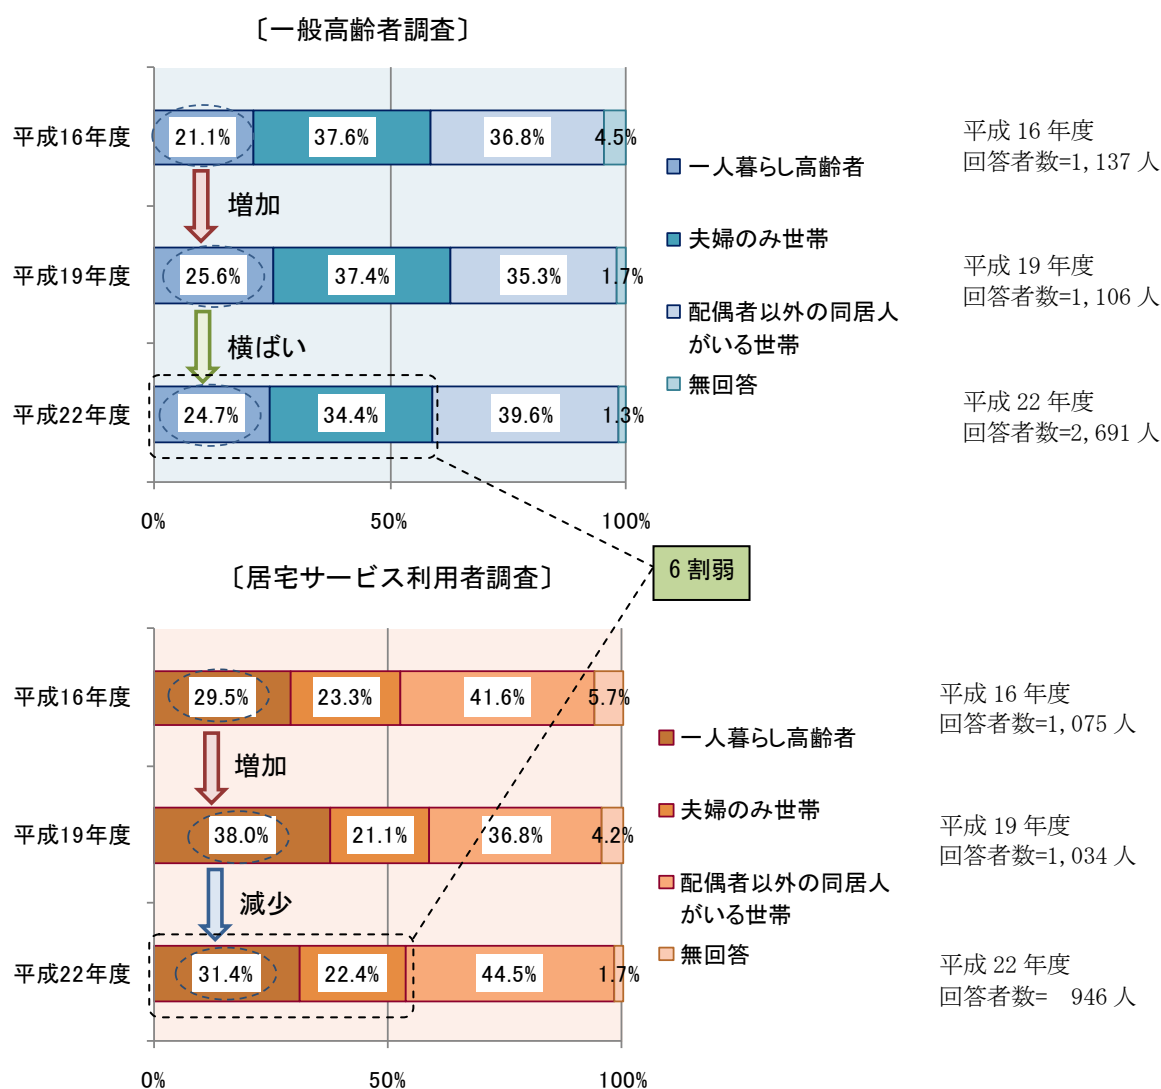 〔一般高齢者調査〕
平成16年度
21.1%
37.6%
36.8%
4.5%
増加
平成19年度
25.6%
37.4%
35.3%
1.7%
横ばい
平成22年度
24.7%
34.4%
39.6%
1.3%
0%
50%
100%
一人暮らし高齢者
夫婦のみ世帯
配偶者以外の同居人
がいる世帯
無回答
平成 16 年度
回答者数=1,137 人
平成 19 年度
回答者数=1,106 人
平成 22 年度
回答者数=2,691 人
6 割弱
〔居宅サービス利用者調査〕
平成16年度
29.5%
23.3%
41.6%
5.7%
増加
平成19年度
38.0%
21.1%
36.8%
4.2%
減少
平成22年度
31.4%
22.4%
44.5%
1.7%
0%
50%
100%
一人暮らし高齢者
夫婦のみ世帯
配偶者以外の同居人
がいる世帯
無回答
平成 16 年度
回答者数=1,075 人
平成 19 年度
回答者数=1,034 人
平成 22 年度
回答者数=　946 人